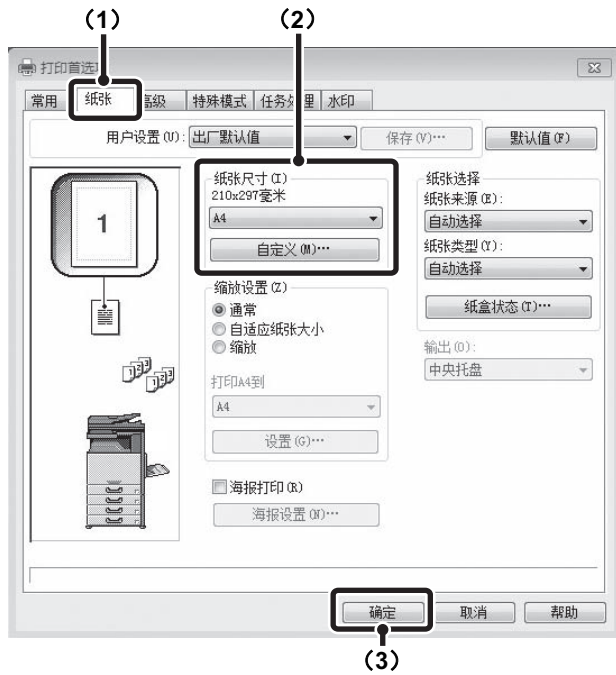 (1)
(2)
打印首选
常用 纸张 高级 特殊模式 任务处理 水印
用户设置(U): 出厂默认值 保存(V)… 默认值(F)
1
纸张尺寸(I)
210x297毫米
A4
自定义(M)…
缩放设置(Z)
通常
自适应纸张大小
缩放
打印A4到
A4
设置(G)…
海报打印(R)
海报设置(N)…
纸张选择
纸张来源(E):
自动选择
纸张类型(Y):
自动选择
纸盒状态(T)…
输出(O):
中央托盘
123
123
确定 取消 帮助
(3)